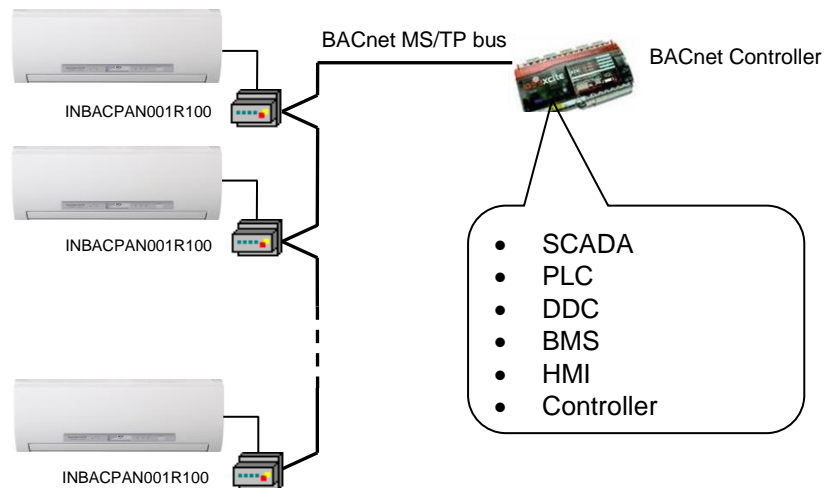 BACnet MS/TP bus
BACnet Controller
INBACPAN001R100
INBACPAN001R100
• SCADA
• PLC
• DDC
• BMS
• HMI
• Controller
INBACPAN001R100